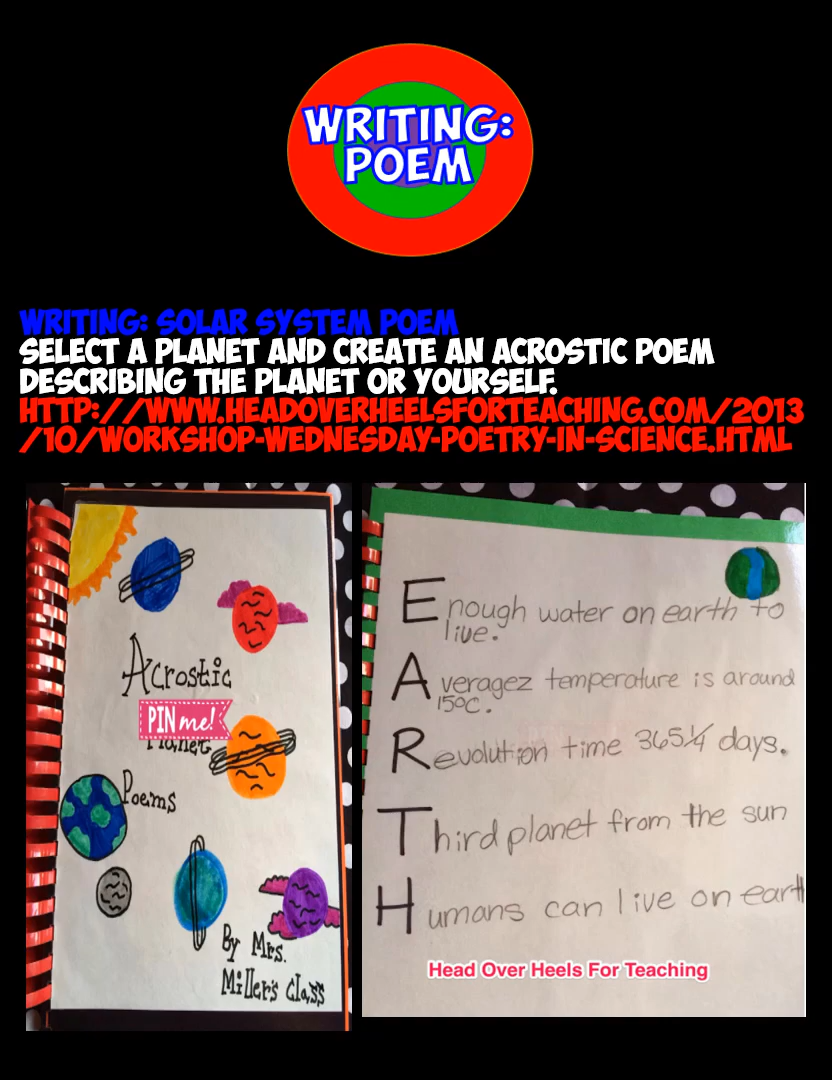 WRITING:
POEM
WRITING: SOLAR SYSTEM POEM
SELECT A PLANET AND CREATE AN ACROSTIC POEM
DESCRIBING THE PLANET OR YOURSELF.
HTTP://WWW.HEADOVERHEELSFORTEACHING.COM/2013
/10/WORKSHOP-WEDNESDAY-POETRY-IN-SCIENCE.HTML
Acrostic
PIN me!
Planet
Poems
By Mrs.
Miller's Class
Enough water on earth to
live.
Averagez temperature is around
15°C.
Revolution time 365¼ days.
Third planet from the sun
Humans can live on earth
Head Over Heels For Teaching